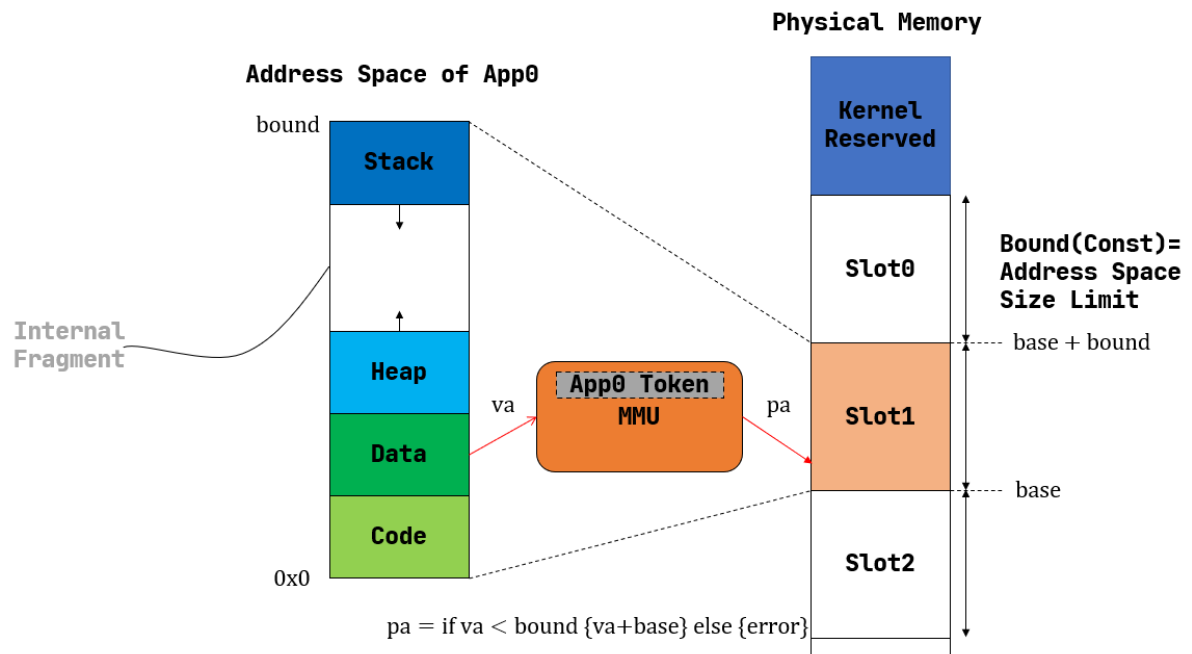 Physical Memory
Address Space of App0
bound
Stack
Kernel
Reserved
Slot0
Bound(Const)=
Address Space
Size Limit
Internal
Fragment
base + bound
Heap
va
App0 Token
MMU
pa
Slot1
Data
base
Code
Slot2
0x0
pa = if va < bound {va+base} else {error}